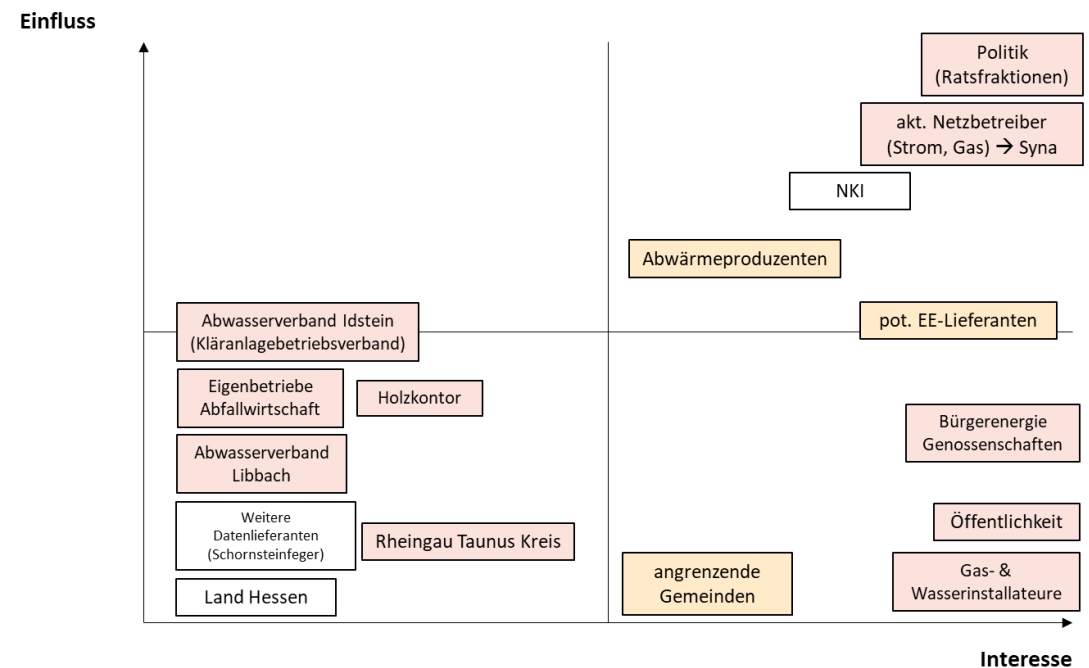 Einfluss
Politik
(Ratsfraktionen)
akt. Netzbetreiber
(Strom, Gas) → Syna
NKI
Abwärmeproduzenten
pot. EE-Lieferanten
Abwasserverband Idstein
(Kläranlagebetriebsverband)
Eigenbetriebe
Abfallwirtschaft
Holzkontor
Bürgerenergie
Genossenschaften
Abwasserverband
Libbach
Weitere
Datenlieferanten
(Schornsteinfeger)
Rheingau Taunus Kreis
Öffentlichkeit
Land Hessen
angrenzende
Gemeinden
Gas- &
Wasserinstallateure
Interesse